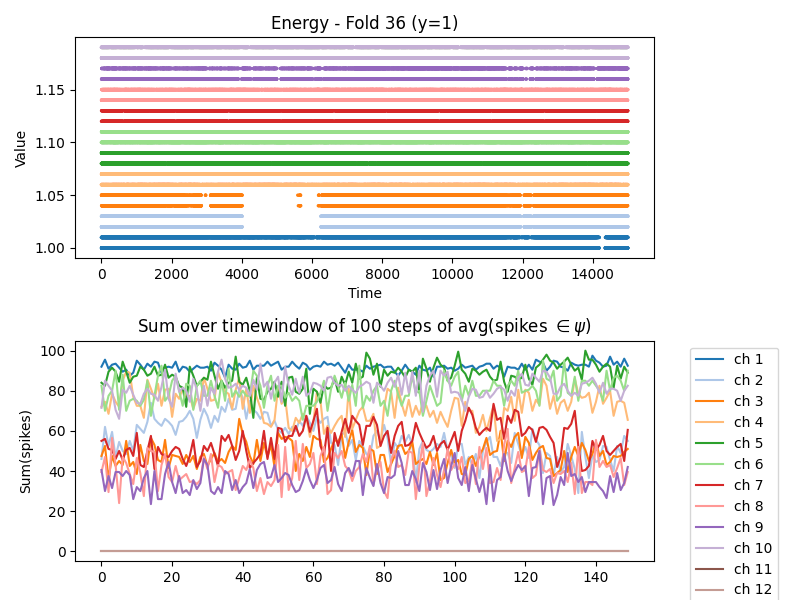 Energy - Fold 36 (y=1)
Value
1.15
1.10
1.05
1.00
0 2000 4000 6000 8000 10000 12000 14000
Time
Sum over timewindow of 100 steps of avg(spikes ∈ ψ)
Sum(spikes)
100
80
60
40
20
0
0 20 40 60 80 100 120 140
ch 1
ch 2
ch 3
ch 4
ch 5
ch 6
ch 7
ch 8
ch 9
ch 10
ch 11
ch 12